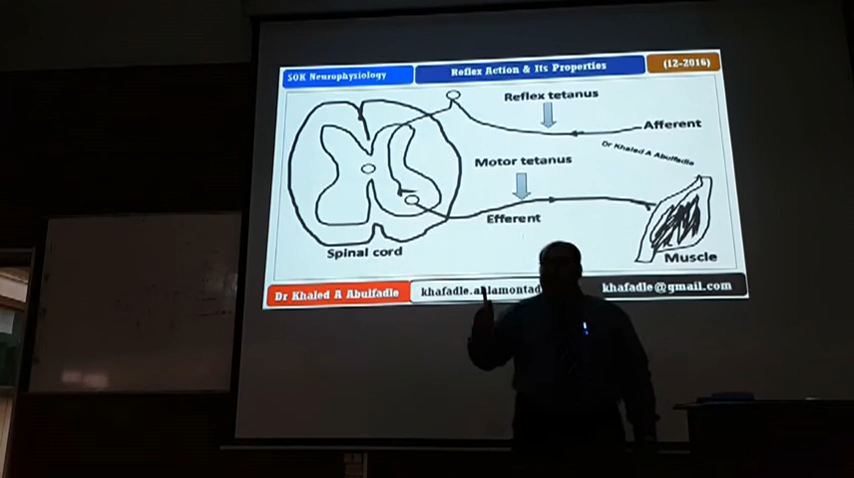 SOK Neurophysiology
Reflex Action & Its Properties
(12-2016)
Reflex tetanus
Afferent
Dr Khaled A Abulfadle
Motor tetanus
Efferent
Spinal cord
Muscle
Dr Khaled A Abulfadle
khafadle@gmail.com